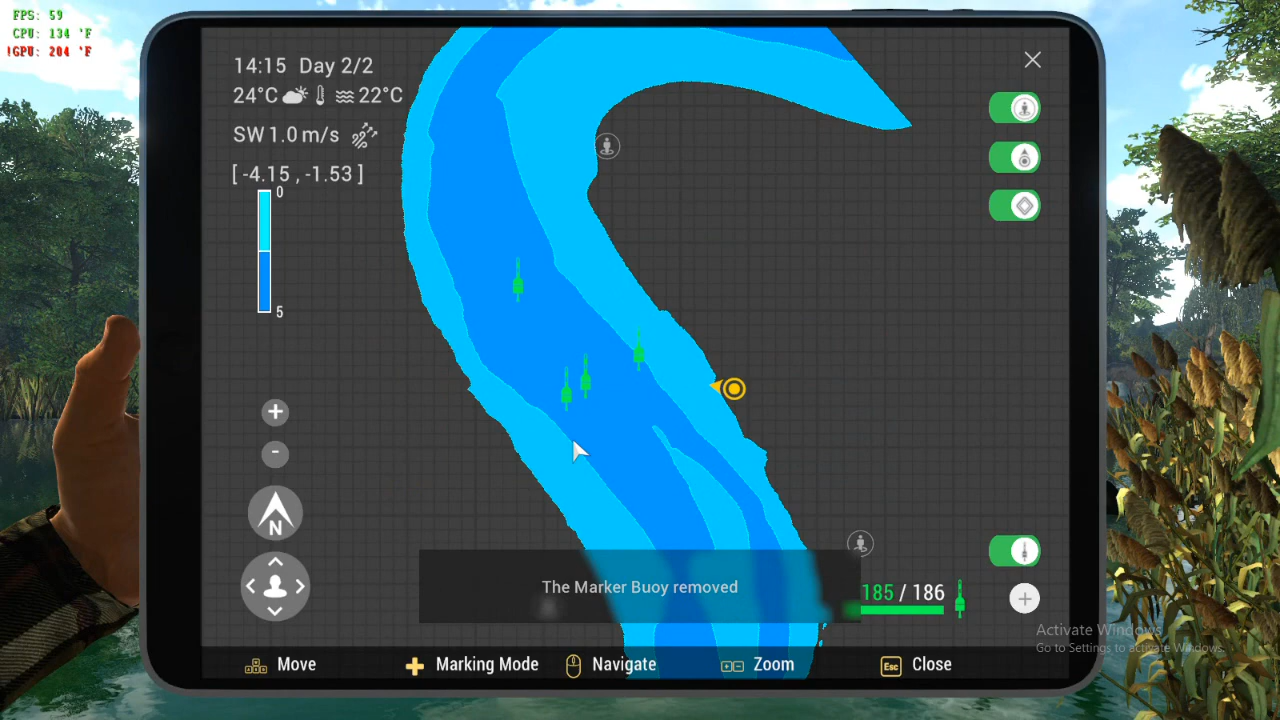 FPS: 59
CPU: 134 'F
!GPU: 204 'F
14:15 Day 2/2
24°C 22°C
SW 1.0 m/s
[ -4.15 , -1.53 ]
0
5
+
-
N
The Marker Buoy removed
185 / 186
Activate Windows
Go to Settings to activate Windows.
Move
Marking Mode
Navigate
Zoom
Esc Close